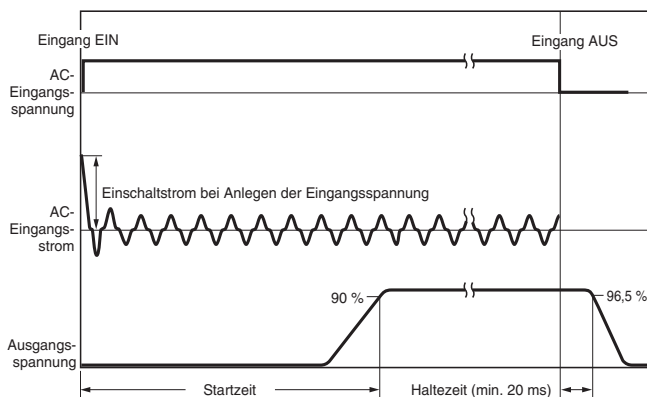 Eingang EIN
Eingang AUS
AC-
Eingangs-
spannung
Einschaltstrom bei Anlegen der Eingangsspannung
AC-
Eingangs-
strom
90 %
96,5 %
Ausgangs-
spannung
Startzeit
Haltezeit (min. 20 ms)